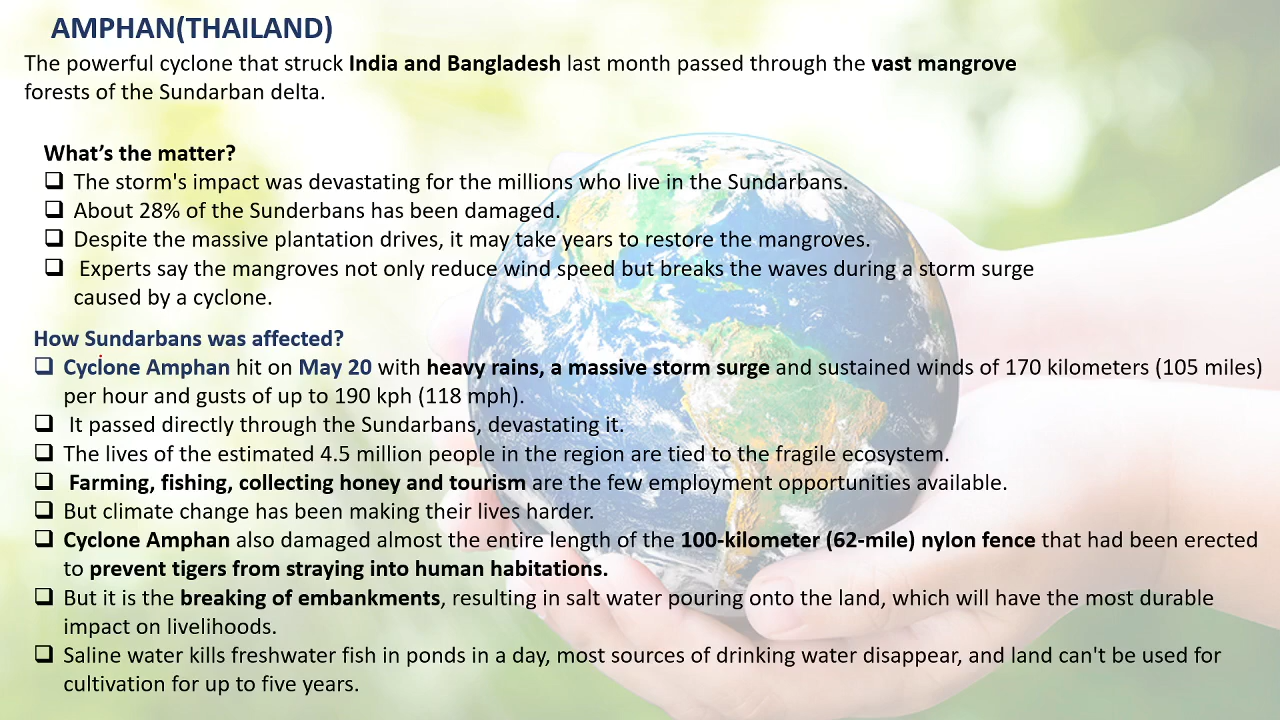 AMPHAN(THAILAND)
The powerful cyclone that struck India and Bangladesh last month passed through the vast mangrove
forests of the Sundarban delta.
What's the matter?
❑ The storm's impact was devastating for the millions who live in the Sundarbans.
❑ About 28% of the Sunderbans has been damaged.
❑ Despite the massive plantation drives, it may take years to restore the mangroves.
❑ Experts say the mangroves not only reduce wind speed but breaks the waves during a storm surge
caused by a cyclone.
How Sundarbans was affected?
❑ Cyclone Amphan hit on May 20 with heavy rains, a massive storm surge and sustained winds of 170 kilometers (105 miles)
per hour and gusts of up to 190 kph (118 mph).
❑ It passed directly through the Sundarbans, devastating it.
❑ The lives of the estimated 4.5 million people in the region are tied to the fragile ecosystem.
❑ Farming, fishing, collecting honey and tourism are the few employment opportunities available.
❑ But climate change has been making their lives harder.
❑ Cyclone Amphan also damaged almost the entire length of the 100-kilometer (62-mile) nylon fence that had been erected
to prevent tigers from straying into human habitations.
❑ But it is the breaking of embankments, resulting in salt water pouring onto the land, which will have the most durable
impact on livelihoods.
❑ Saline water kills freshwater fish in ponds in a day, most sources of drinking water disappear, and land can't be used for
cultivation for up to five years.